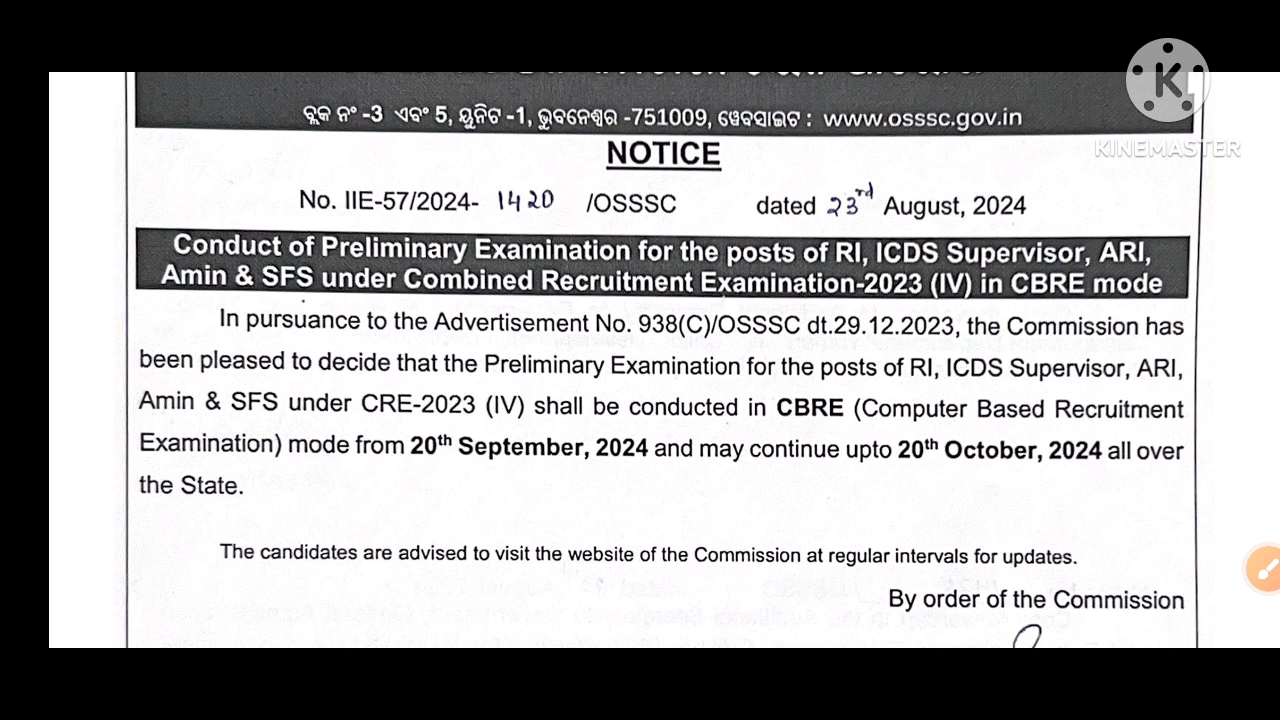 ବ୍ଲକ ନଂ -3 ଏବଂ 5, ୟୁନିଟ -1, ଭୁବନେଶ୍ୱର -751009, ୱେବସାଇଟ : www.osssc.gov.in
K
KINEMASTER
NOTICE
No. IIE-57/2024- 1420 /OSSSC dated 23rd August, 2024
Conduct of Preliminary Examination for the posts of RI, ICDS Supervisor, ARI,
Amin & SFS under Combined Recruitment Examination-2023 (IV) in CBRE mode
In pursuance to the Advertisement No. 938(C)/OSSSC dt.29.12.2023, the Commission has
been pleased to decide that the Preliminary Examination for the posts of RI, ICDS Supervisor, ARI,
Amin & SFS under CRE-2023 (IV) shall be conducted in CBRE (Computer Based Recruitment
Examination) mode from 20th September, 2024 and may continue upto 20th October, 2024 all over
the State.
The candidates are advised to visit the website of the Commission at regular intervals for updates.
By order of the Commission